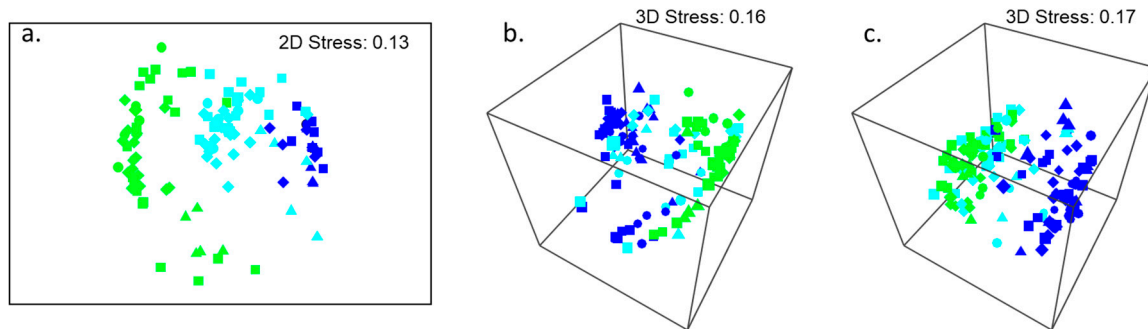 a.
2D Stress: 0.13
b.
3D Stress: 0.16
c.
3D Stress: 0.17